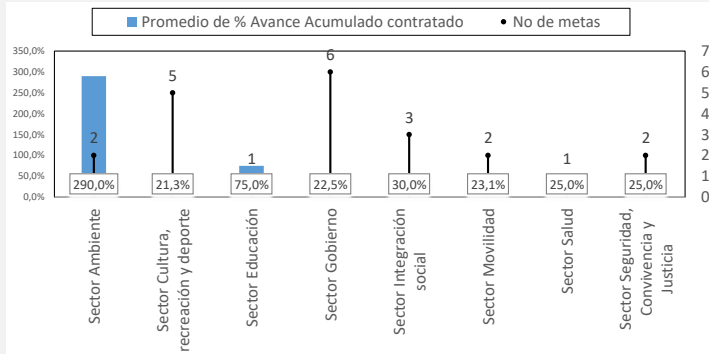 Promedio de % Avance Acumulado contratado
No de metas
350,0%
300,0%
250,0%
200,0%
150,0%
100,0%
50,0%
0,0%
2
5
1
6
3
2
1
2
290,0%
21,3%
75,0%
22,5%
30,0%
23,1%
25,0%
25,0%
7
6
5
4
3
2
1
0
Sector Ambiente
Sector Cultura,
recreación y deporte
Sector Educación
Sector Gobierno
Sector Integración
social
Sector Movilidad
Sector Salud
Sector Seguridad,
Convivencia y
Justicia